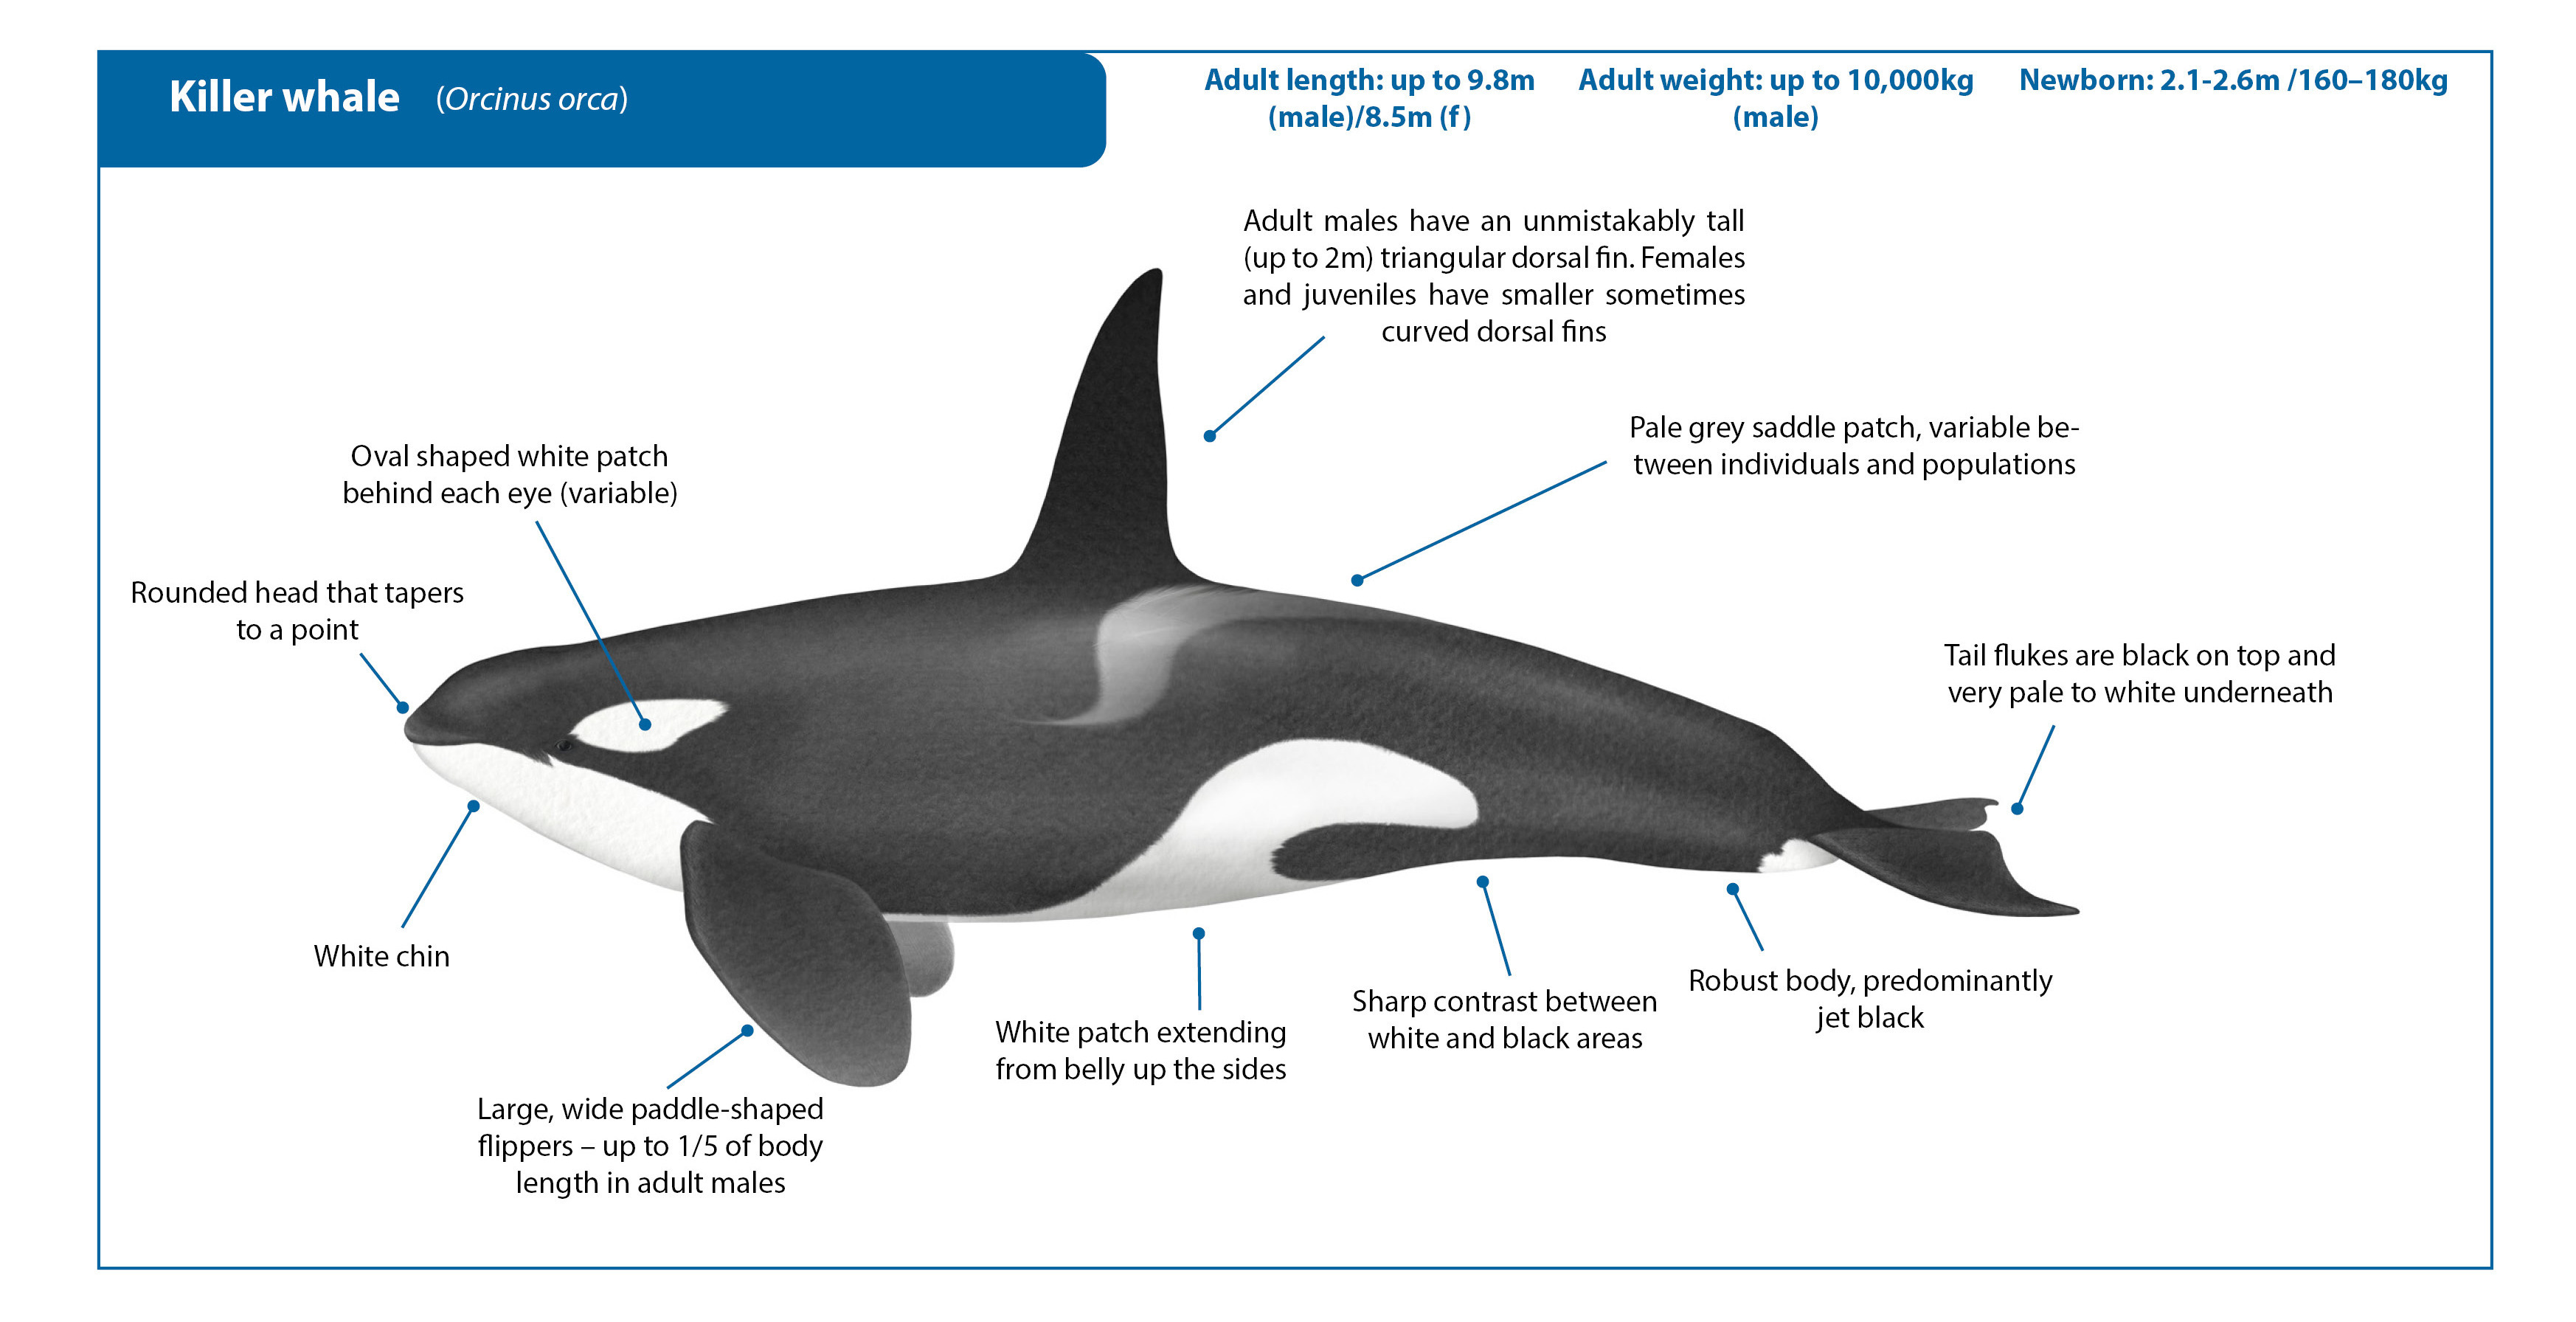 Killer whale (Orcinus orca)
Adult length: up to 9.8m
(male)/8.5m (f)
Adult weight: up to 10,000kg
(male)
Newborn: 2.1-2.6m /160–180kg
Adult males have an unmistakably tall
(up to 2m) triangular dorsal fin. Females
and juveniles have smaller sometimes
curved dorsal fins
Pale grey saddle patch, variable be-
tween individuals and populations
Oval shaped white patch
behind each eye (variable)
Rounded head that tapers
to a point
Tail flukes are black on top and
very pale to white underneath
White chin
Robust body, predominantly
jet black
Sharp contrast between
white and black areas
White patch extending
from belly up the sides
Large, wide paddle-shaped
flippers – up to 1/5 of body
length in adult males